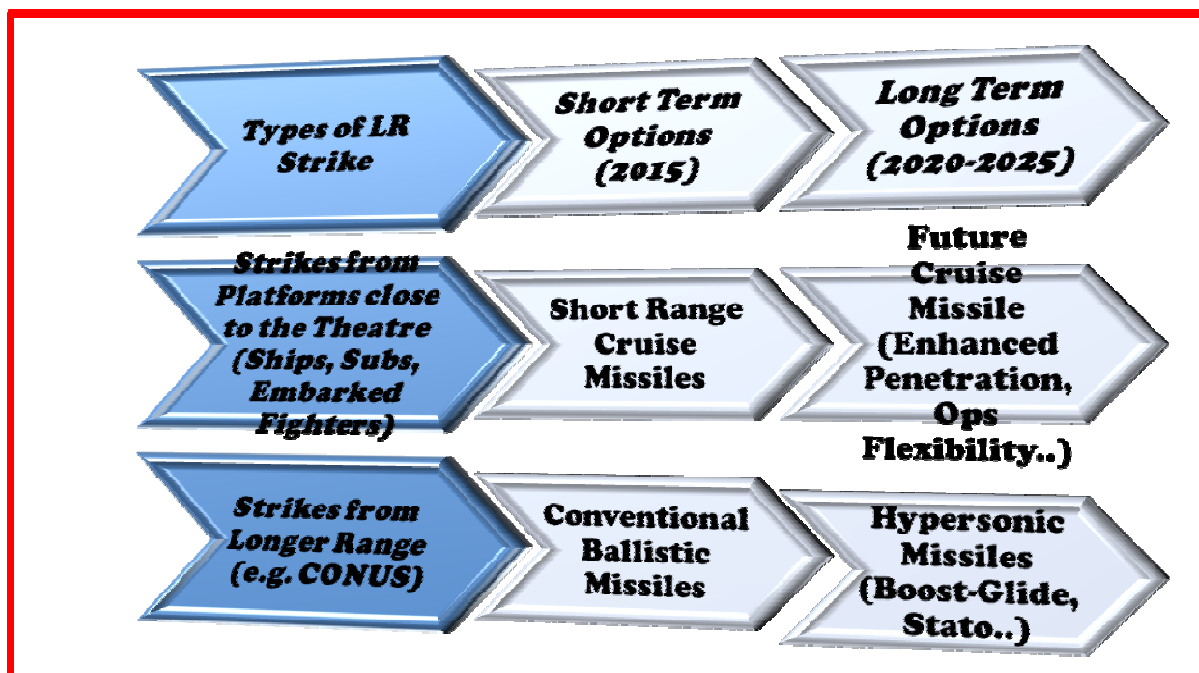 Types of LR
Strike
Short Term
Options
(2015)
Long Term
Options
(2020-2025)
Strikes from
Platforms close
to the Theatre
(Ships, Subs,
Embarked
Fighters)
Short Range
Cruise
Missiles
Future
Cruise
Missile
(Enhanced
Penetration,
Ops
Flexibility..)
Strikes from
Longer Range
(e.g. CONUS)
Conventional
Ballistic
Missiles
Hypersonic
Missiles
(Boost-Glide,
Stato..)